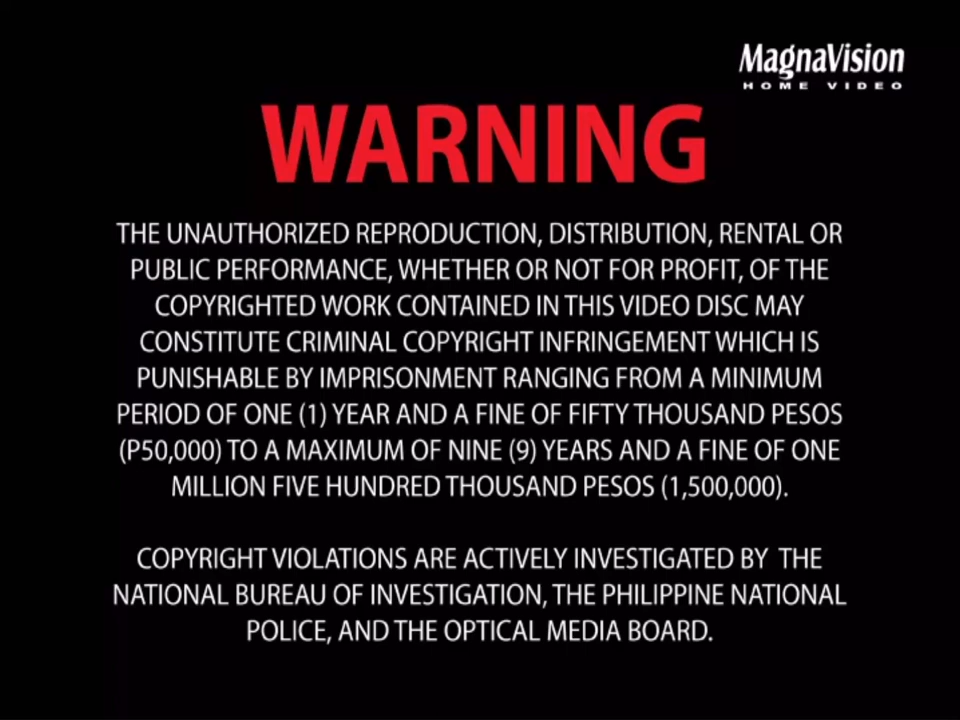 MagnaVision
HOME VIDEO
WARNING
THE UNAUTHORIZED REPRODUCTION, DISTRIBUTION, RENTAL OR
PUBLIC PERFORMANCE, WHETHER OR NOT FOR PROFIT, OF THE
COPYRIGHTED WORK CONTAINED IN THIS VIDEO DISC MAY
CONSTITUTE CRIMINAL COPYRIGHT INFRINGEMENT WHICH IS
PUNISHABLE BY IMPRISONMENT RANGING FROM A MINIMUM
PERIOD OF ONE (1) YEAR AND A FINE OF FIFTY THOUSAND PESOS
(P50,000) TO A MAXIMUM OF NINE (9) YEARS AND A FINE OF ONE
MILLION FIVE HUNDRED THOUSAND PESOS (1,500,000).
COPYRIGHT VIOLATIONS ARE ACTIVELY INVESTIGATED BY THE
NATIONAL BUREAU OF INVESTIGATION, THE PHILIPPINE NATIONAL
POLICE, AND THE OPTICAL MEDIA BOARD.